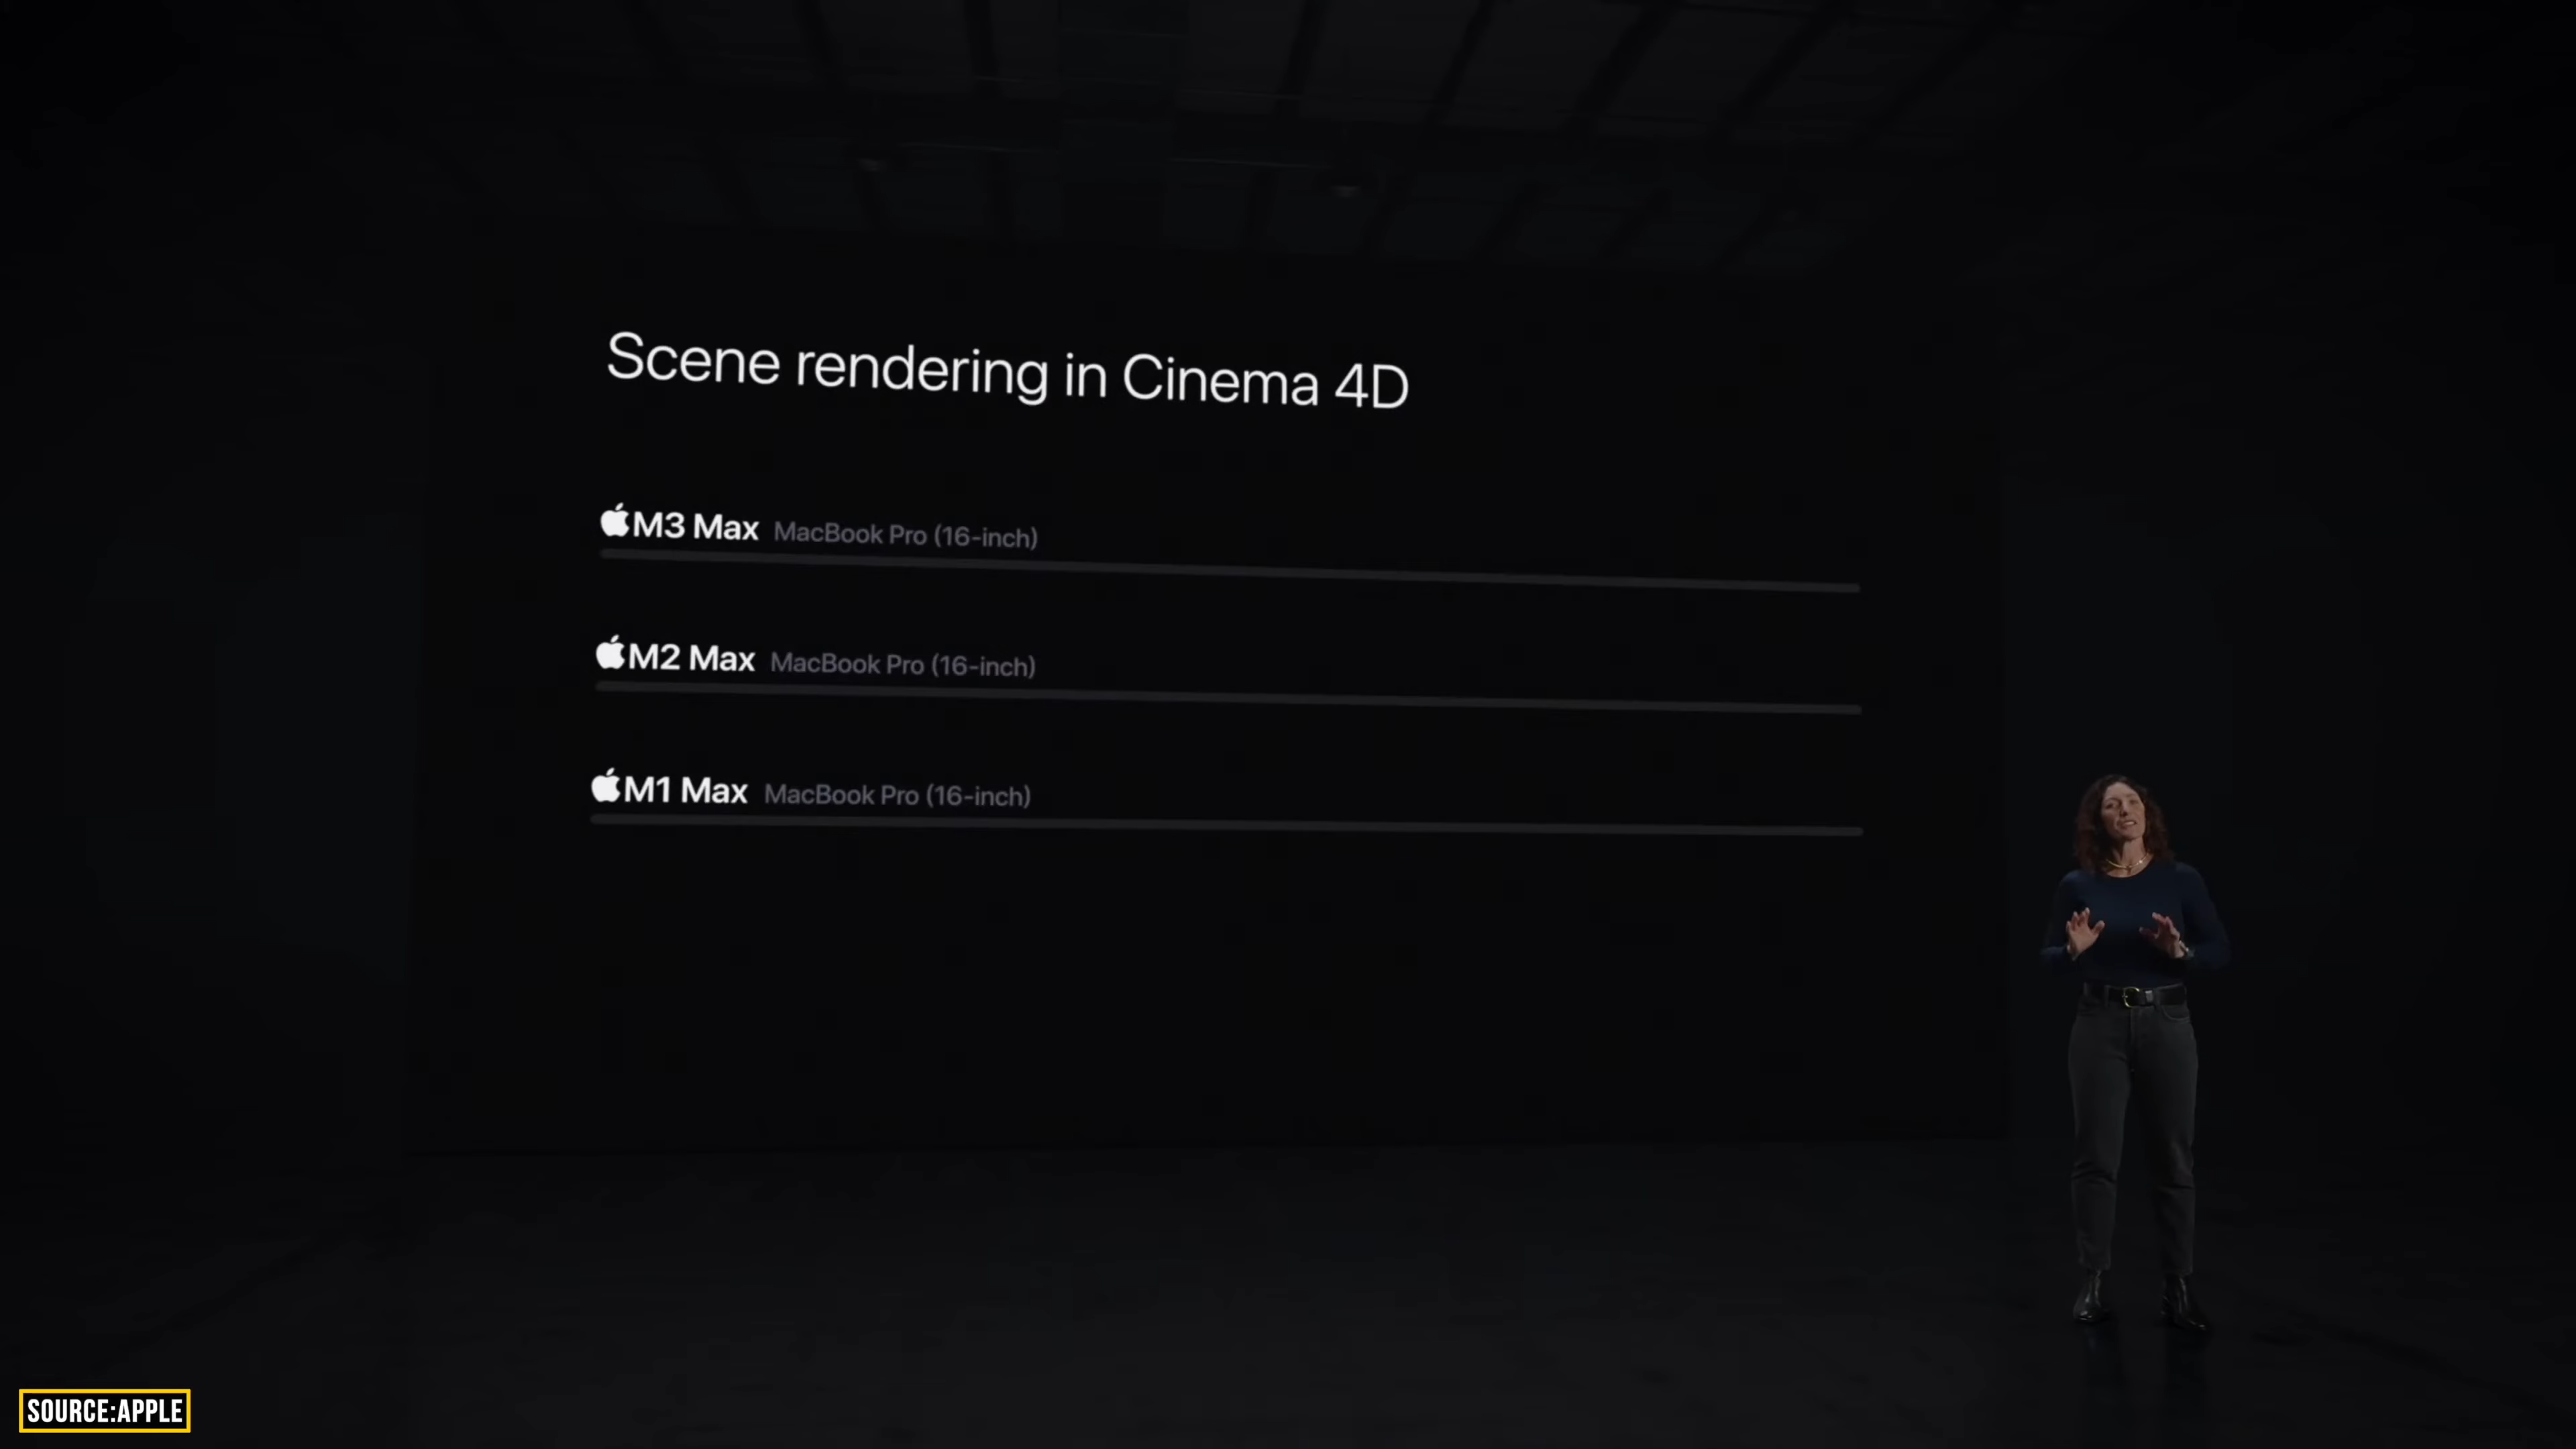 Scene rendering in Cinema 4D
M3 Max MacBook Pro (16-inch)
M2 Max MacBook Pro (16-inch)
M1 Max MacBook Pro (16-inch)
SOURCE:APPLE